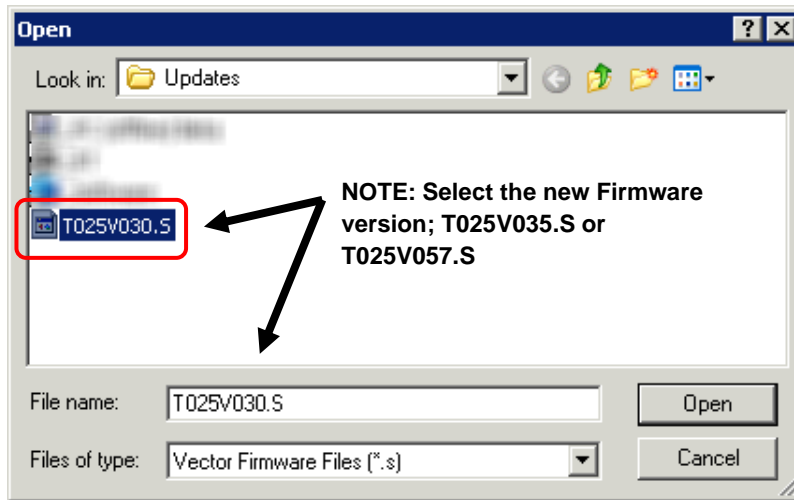 Open
Look in: Updates
NOTE: Select the new Firmware
version; T025V035.S or
T025V057.S
T025V030.S
File name: T025V030.S Open
Files of type: Vector Firmware Files (*.s) Cancel